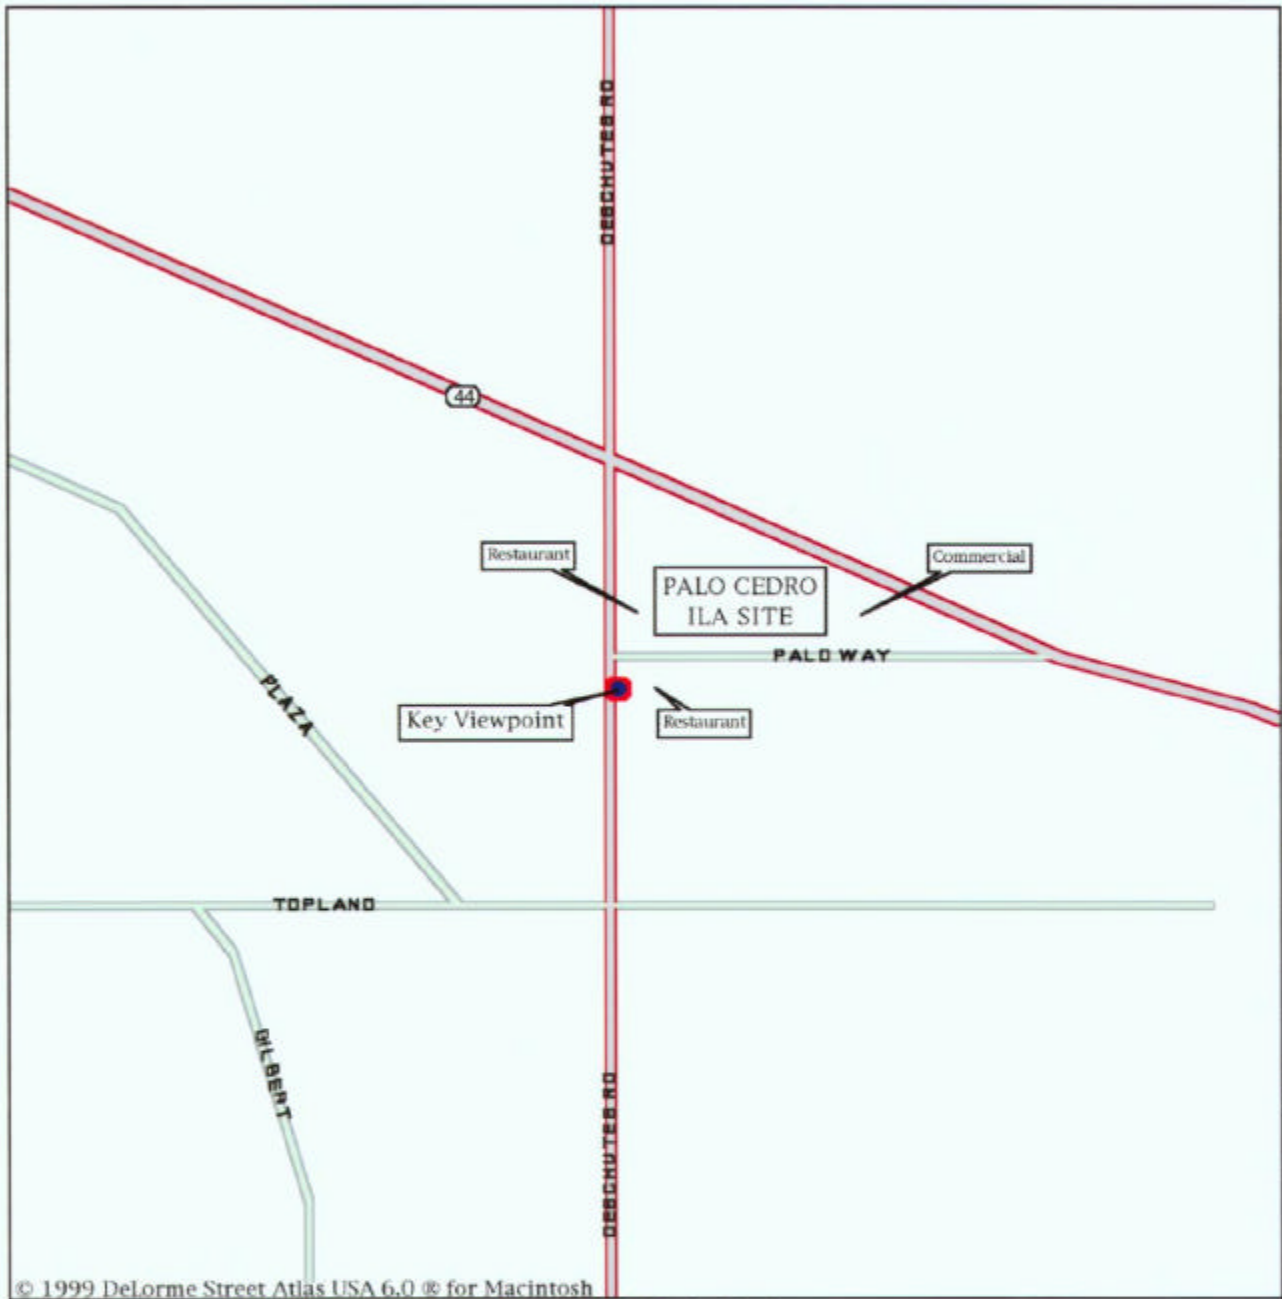 DESCHUTES RD
44
Restaurant
Commercial
PALO CEDRO
ILA SITE
PALO WAY
PLAZA
Key Viewpoint
Restaurant
TOPLAND
GILBERT
DESCHUTES RD
© 1999 DeLorme Street Atlas USA 6.0 ® for Macintosh